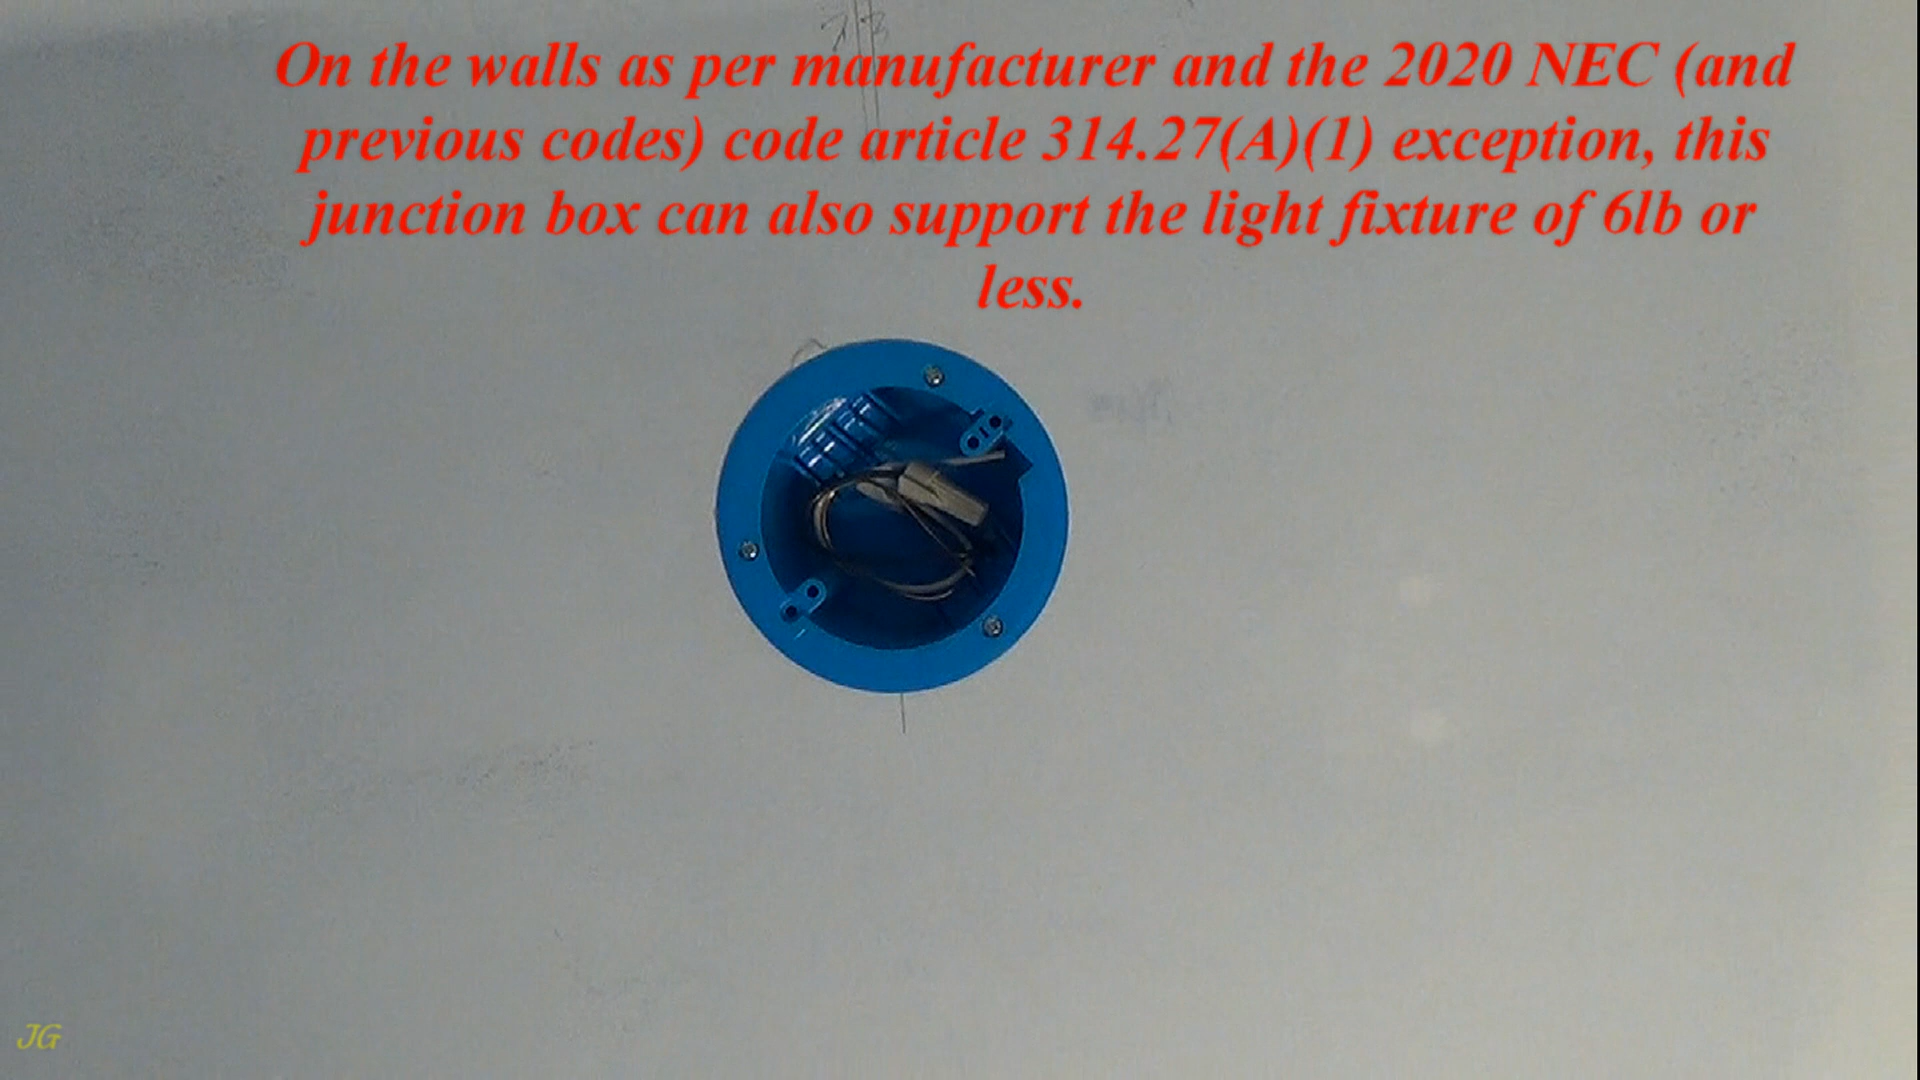 On the walls as per manufacturer and the 2020 NEC (and
previous codes) code article 314.27(A)(1) exception, this
junction box can also support the light fixture of 6lb or
less.
JG